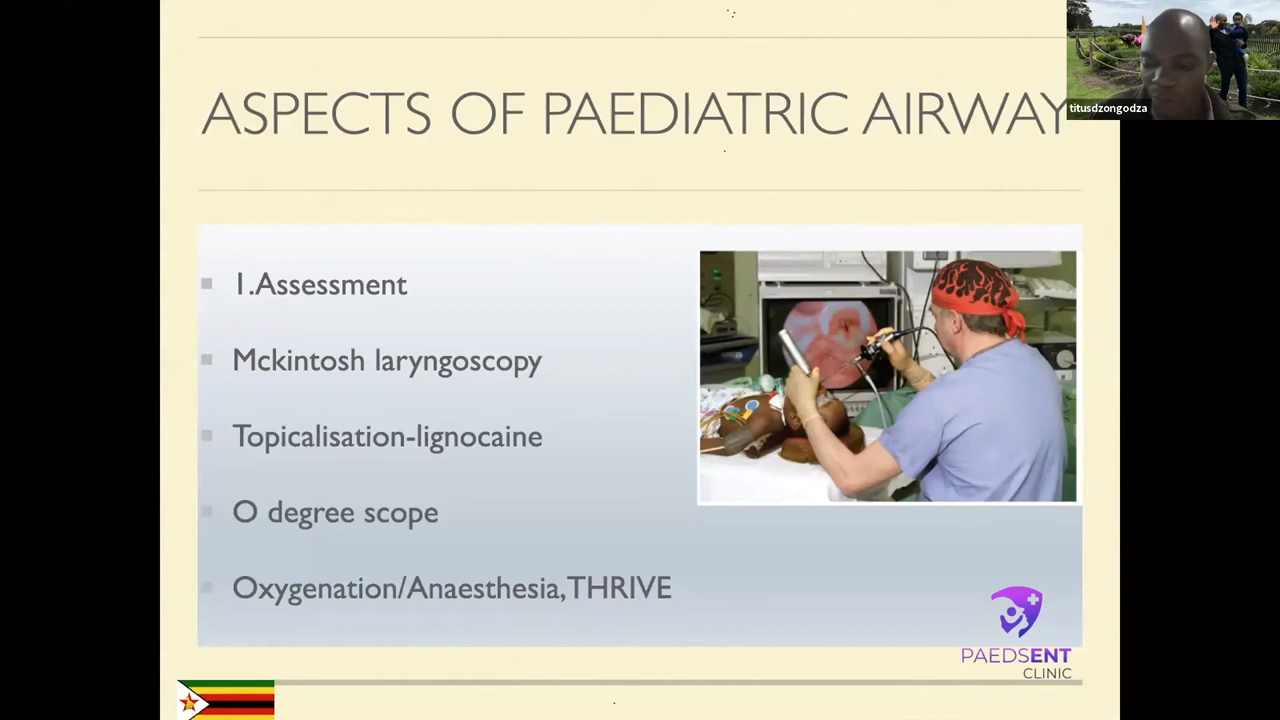 ASPECTS OF PAEDIATRIC AIRWAY
titusdzongodza
1.Assessment
Mckintosh laryngoscopy
Topicalisation-lignocaine
O degree scope
Oxygenation/Anaesthesia,THRIVE
PAEDSENT
CLINIC